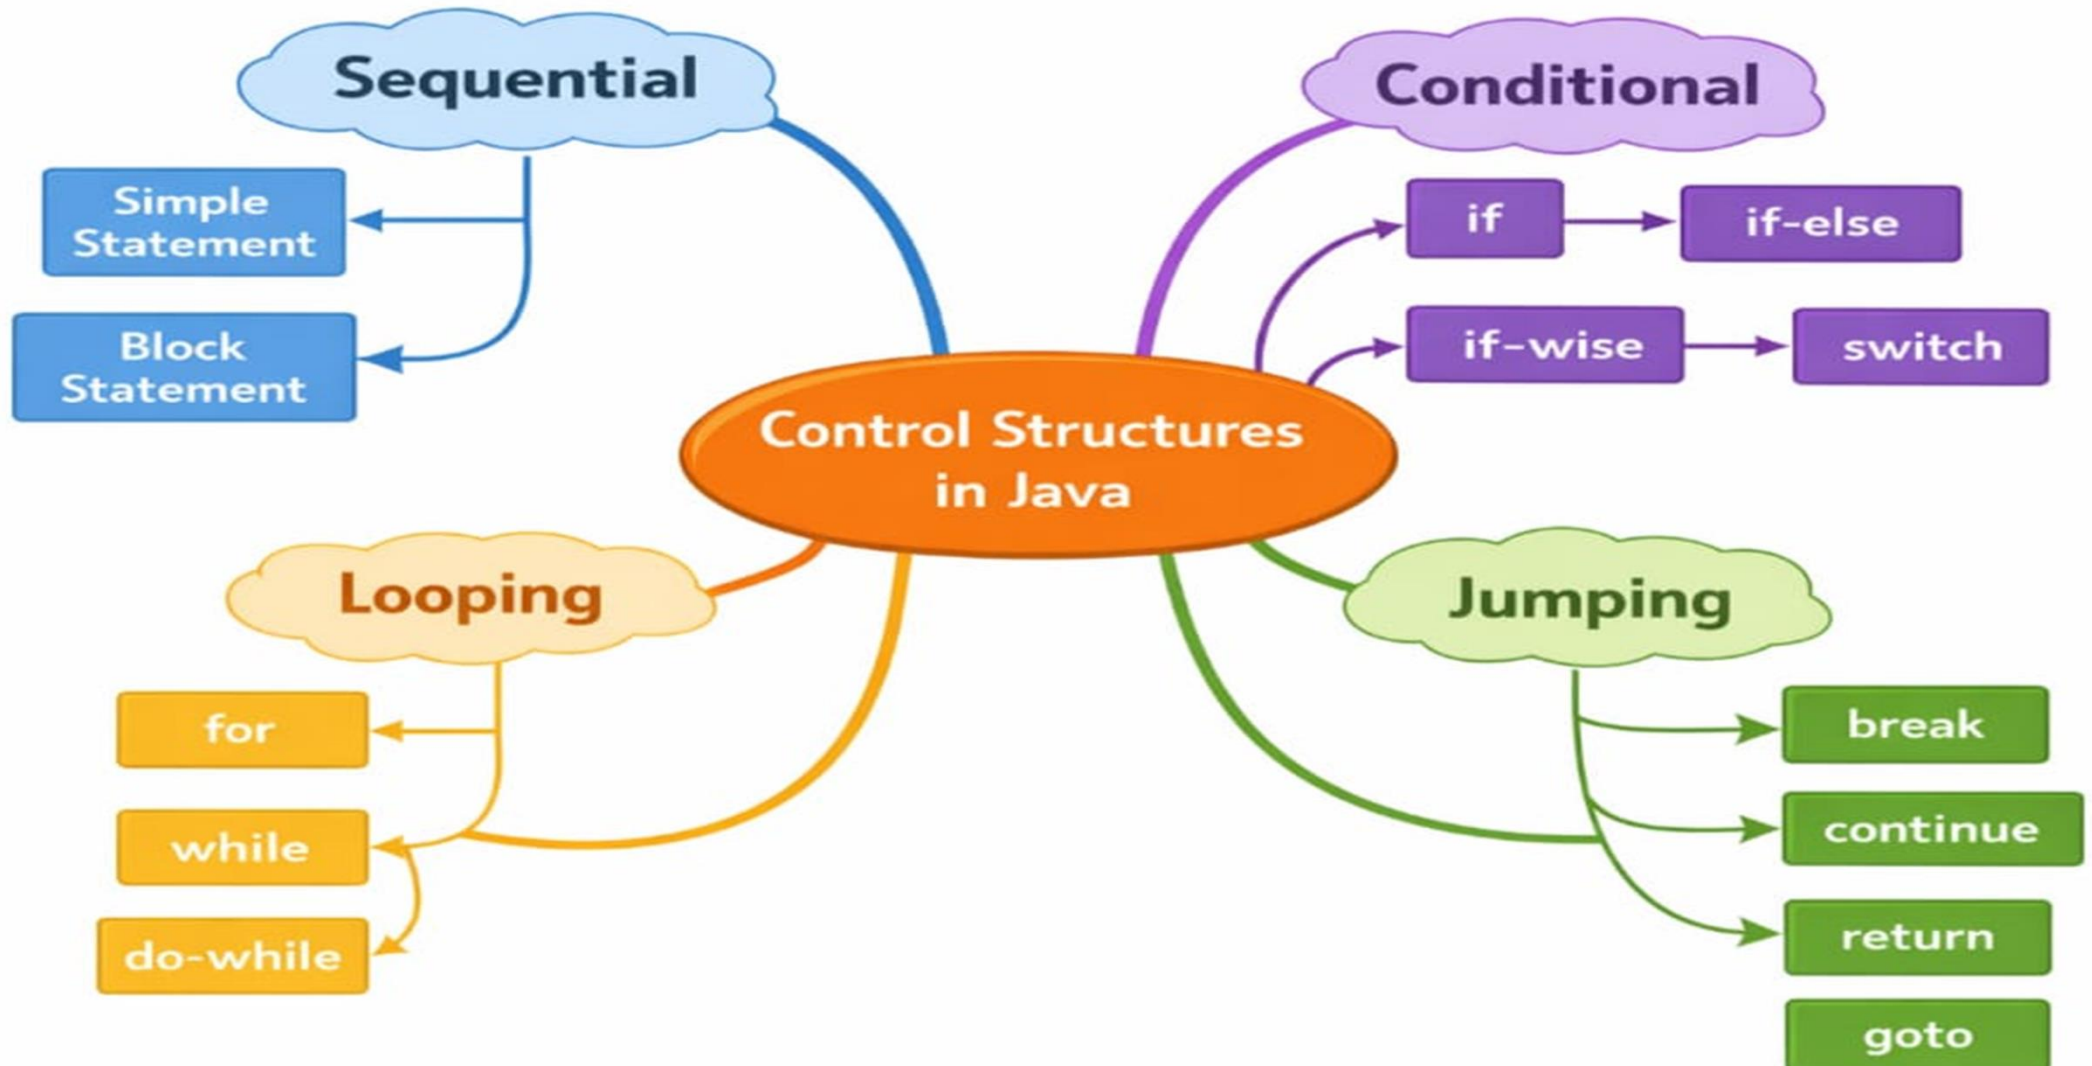 Sequential
Simple
Statement
Block
Statement
Conditional
if
if-else
if-wise
switch
Control Structures
in Java
Looping
for
while
do-while
Jumping
break
continue
return
goto